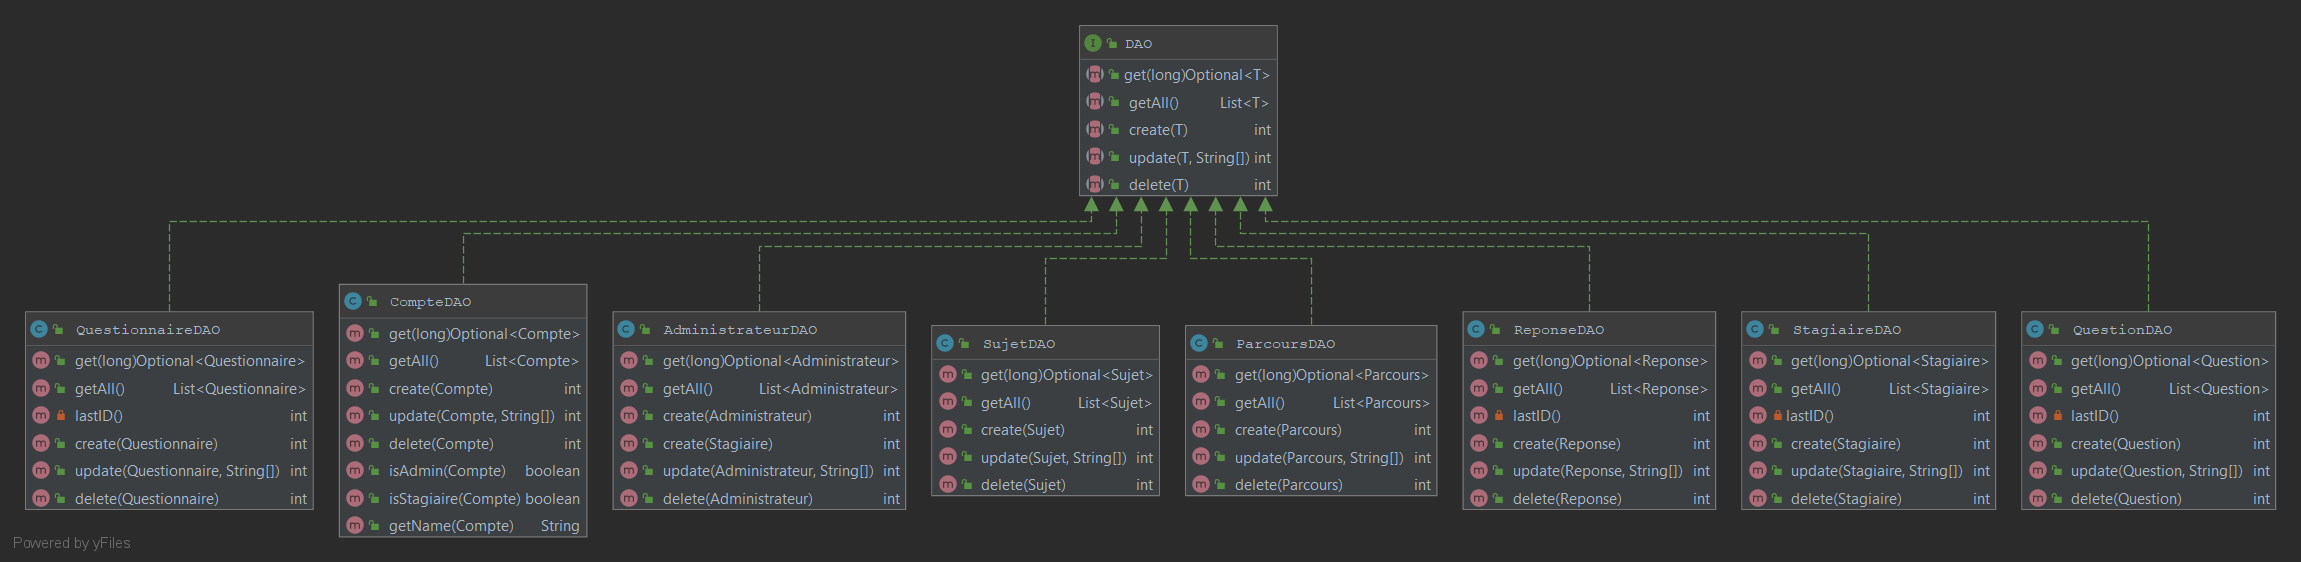 DAO
get(long)Optional<T>
getAll() List<T>
create(T) int
update(T, String[]) int
delete(T) int
QuestionnaireDAO
get(long)Optional<Questionnaire>
getAll() List<Questionnaire>
lastID() int
create(Questionnaire) int
update(Questionnaire, String[]) int
delete(Questionnaire) int
CompteDAO
get(long)Optional<Compte>
getAll() List<Compte>
create(Compte) int
update(Compte, String[]) int
delete(Compte) int
isAdmin(Compte) boolean
isStagiaire(Compte) boolean
getName(Compte) String
AdministrateurDAO
get(long)Optional<Administrateur>
getAll() List<Administrateur>
create(Administrateur) int
create(Stagiaire) int
update(Administrateur, String[]) int
delete(Administrateur) int
SujetDAO
get(long)Optional<Sujet>
getAll() List<Sujet>
create(Sujet) int
update(Sujet, String[]) int
delete(Sujet) int
ParcoursDAO
get(long)Optional<Parcours>
getAll() List<Parcours>
create(Parcours) int
update(Parcours, String[]) int
delete(Parcours) int
ReponseDAO
get(long)Optional<Reponse>
getAll() List<Reponse>
lastID() int
create(Reponse) int
update(Reponse, String[]) int
delete(Reponse) int
StagiaireDAO
get(long)Optional<Stagiaire>
getAll() List<Stagiaire>
lastID() int
create(Stagiaire) int
update(Stagiaire, String[]) int
delete(Stagiaire) int
QuestionDAO
get(long)Optional<Question>
getAll() List<Question>
lastID() int
create(Question) int
update(Question, String[]) int
delete(Question) int
Powered by yFiles